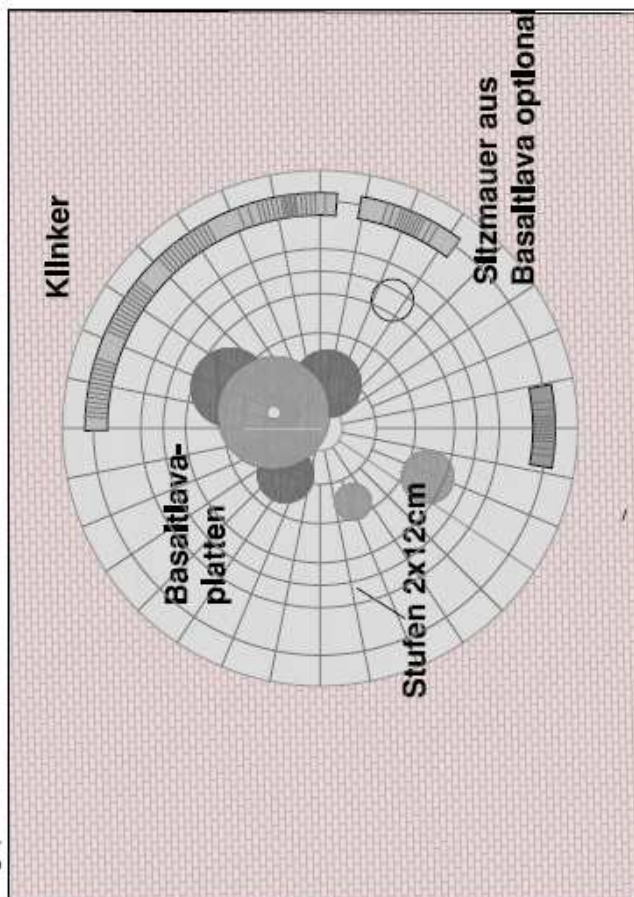 Klinker
Basaltlava-
platten
Stufen 2x12cm
Sitzmauer aus
Basaltlava optional